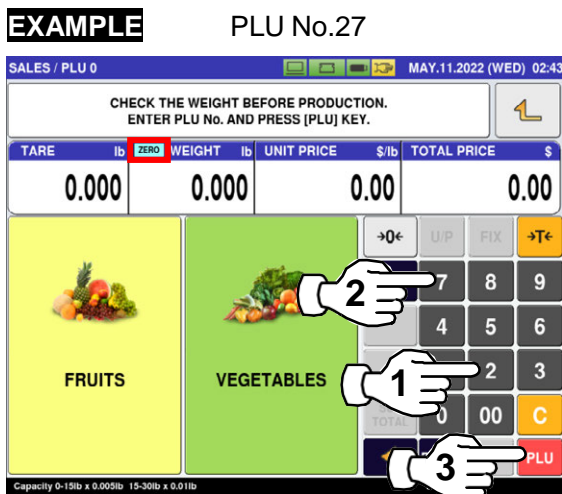 EXAMPLE PLU No.27
SALES / PLU 0 MAY.11.2022 (WED) 02:43
CHECK THE WEIGHT BEFORE PRODUCTION.
ENTER PLU No. AND PRESS [PLU] KEY.
TARE lb ZERO WEIGHT lb UNIT PRICE $/lb TOTAL PRICE $
0.000 0.000 0.00 0.00
→0← U/P FIX →T←
2 7 8 9
4 5 6
FRUITS VEGETABLES
1 2 3
TOTAL 0 00 C
3 PLU
Capacity 0-15lb x 0.005lb 15-30lb x 0.01lb